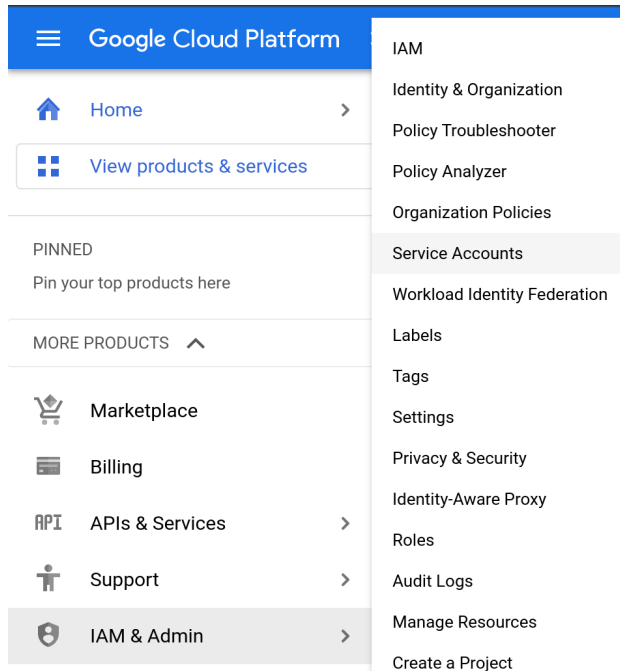 Google Cloud Platform
Home
View products & services
PINNED
Pin your top products here
MORE PRODUCTS
Marketplace
Billing
API APIs & Services
Support
IAM & Admin
IAM
Identity & Organization
Policy Troubleshooter
Policy Analyzer
Organization Policies
Service Accounts
Workload Identity Federation
Labels
Tags
Settings
Privacy & Security
Identity-Aware Proxy
Roles
Audit Logs
Manage Resources
Create a Project